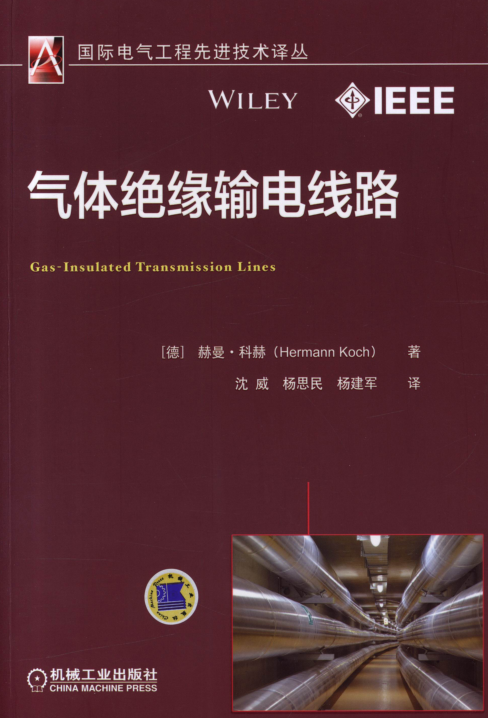 国际电气工程先进技术译丛
WILEY
IEEE
气体绝缘输电线路
Gas-Insulated Transmission Lines
[德] 赫曼·科赫（Hermann Koch） 著
沈 威 杨思民 杨建军 译
机械工业出版社
CHINA MACHINE PRESS